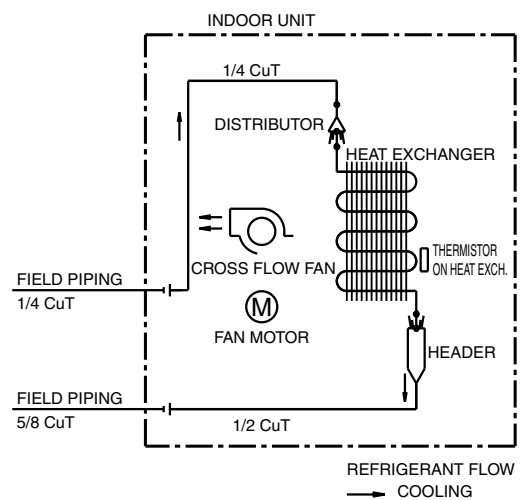 INDOOR UNIT
1/4 CuT
DISTRIBUTOR
HEAT EXCHANGER
THERMISTOR
ON HEAT EXCH.
CROSS FLOW FAN
FIELD PIPING
1/4 CuT
M
FAN MOTOR
HEADER
FIELD PIPING
5/8 CuT
1/2 CuT
REFRIGERANT FLOW
COOLING